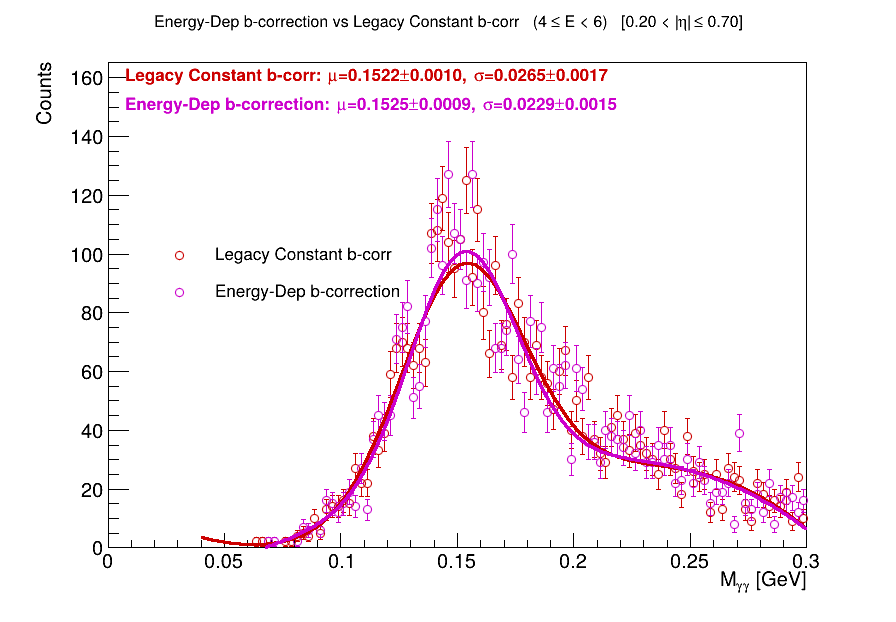 Energy-Dep b-correction vs Legacy Constant b-corr (4 ≤ E < 6) [0.20 < |η| ≤ 0.70]
Counts
160
Legacy Constant b-corr: μ=0.1522±0.0010, σ=0.0265±0.0017
Energy-Dep b-correction: μ=0.1525±0.0009, σ=0.0229±0.0015
140
120
100
Legacy Constant b-corr
Energy-Dep b-correction
80
60
40
20
0
0 0.05 0.1 0.15 0.2 0.25 0.3
Mγγ [GeV]